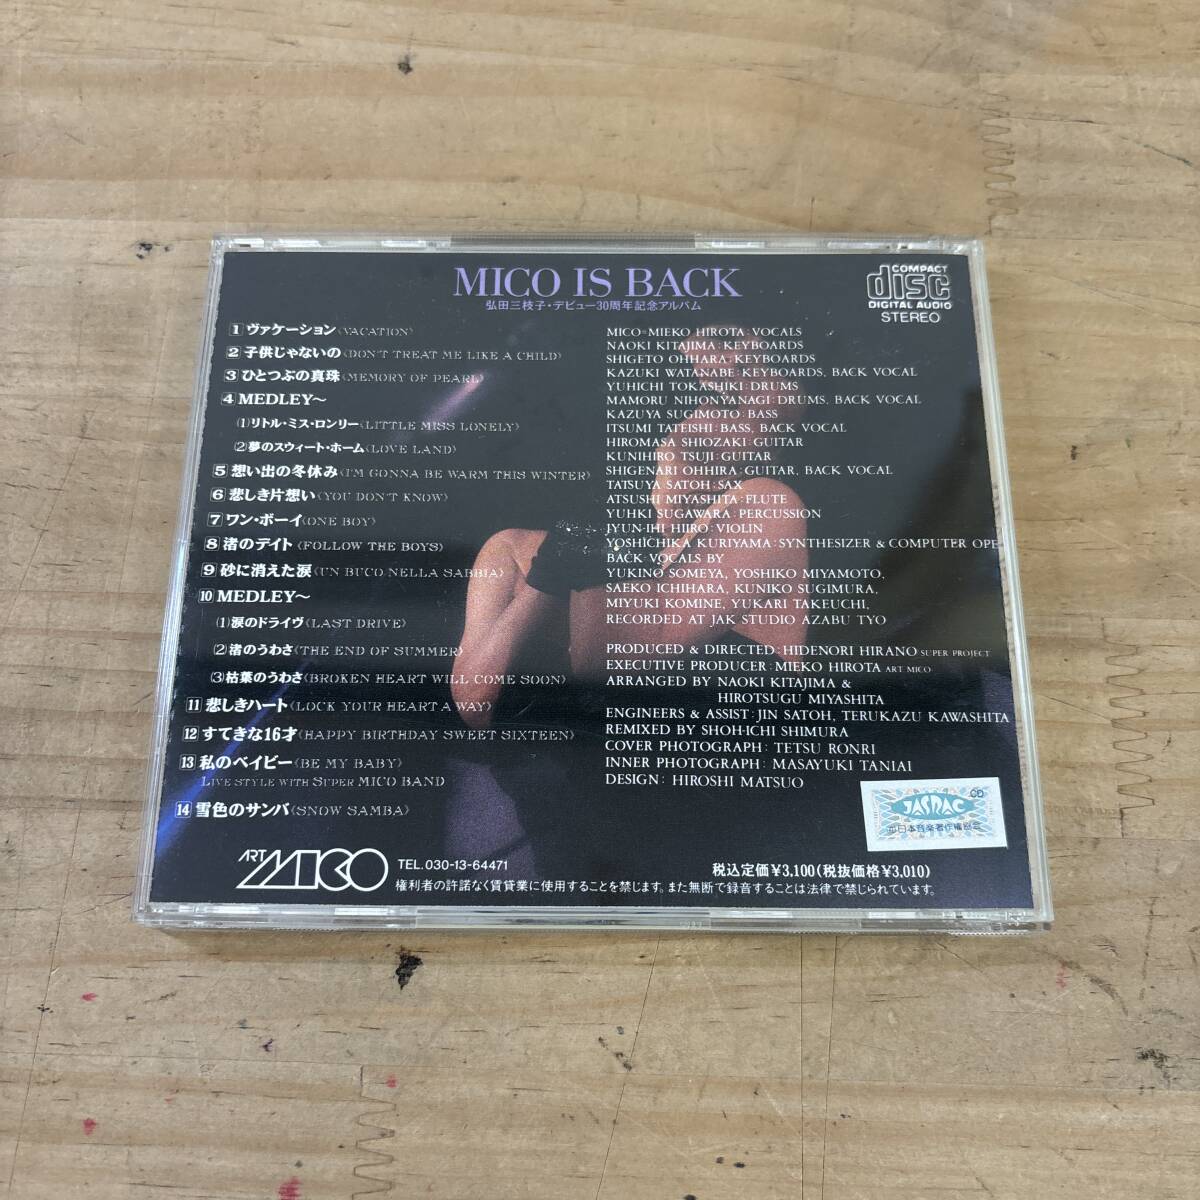 MICO IS BACK
弘田三枝子・デビュー30周年記念アルバム
COMPACT
disc
DIGITAL AUDIO
STEREO
1 ヴァケーション〈VACATION〉
2 子供じゃないの〈DON'T TREAT ME LIKE A CHILD〉
3 ひとつぶの真珠〈MEMORY OF PEARL〉
4 MEDLEY〜
(1)リトル・ミス・ロンリー〈LITTLE MISS LONELY〉
(2)夢のスウィート・ホーム〈LOVE LAND〉
5 想い出の冬休み〈I'M GONNA BE WARM THIS WINTER〉
6 悲しき片想い〈YOU DON'T KNOW〉
7 ワン・ボーイ〈ONE BOY〉
8 渚のデイト〈FOLLOW THE BOYS〉
9 砂に消えた涙〈UN BUCO NELLA SABBIA〉
10 MEDLEY〜
(1)涙のドライヴ〈LAST DRIVE〉
(2)渚のうわさ〈THE END OF SUMMER〉
(3)枯葉のうわさ〈BROKEN HEART WILL COME SOON〉
11 悲しきハート〈LOCK YOUR HEART A WAY〉
12 すてきな16才〈HAPPY BIRTHDAY SWEET SIXTEEN〉
13 私のベイビー〈BE MY BABY〉
LIVE STYLE WITH SUPER MICO BAND
14 雪色のサンバ〈SNOW SAMBA〉
MICO=MIEKO HIROTA:VOCALS
NAOKI KITAJIMA:KEYBOARDS
SHIGETO OHHARA:KEYBOARDS
KAZUKI WATANABE:KEYBOARDS, BACK VOCAL
YUHICHI TOKASHIKI:DRUMS
MAMORU NIHONYANAGI:DRUMS, BACK VOCAL
KAZUYA SUGIMOTO:BASS
ITSUMI TATEISHI:BASS, BACK VOCAL
HIROMASA SHIOZAKI:GUITAR
KUNIHIRO TSUJI:GUITAR
SHIGENARI OHHIRA:GUITAR, BACK VOCAL
TATSUYA SATOH:SAX
ATSUSHI MIYASHITA:FLUTE
YUHKI SUGAWARA:PERCUSSION
JYUN-IHI HIIRO:VIOLIN
YOSHICHIKA KURIYAMA:SYNTHESIZER & COMPUTER OPE
BACK VOCALS BY
YUKINO SOMEYA, YOSHIKO MIYAMOTO,
SAEKO ICHIHARA, KUNIKO SUGIMURA,
MIYUKI KOMINE, YUKARI TAKEUCHI,
RECORDED AT JAK STUDIO AZABU TYO
PRODUCED & DIRECTED:HIDENORI HIRANO SUPER PROJECT
EXECUTIVE PRODUCER:MIEKO HIROTA ART MICO
ARRANGED BY NAOKI KITAJIMA &
HIROTSUGU MIYASHITA
ENGINEERS & ASSIST:JIN SATOH, TERUKAZU KAWASHITA
REMIXED BY SHOH-ICHI SHIMURA
COVER PHOTOGRAPH:TETSU RONRI
INNER PHOTOGRAPH:MASAYUKI TANIAI
DESIGN:HIROSHI MATSUO
CD
JASRAC
㈳日本音楽著作権協会
ART MICO
TEL.030-13-64471
税込定価¥3,100(税抜価格¥3,010)
権利者の許諾なく賃貸業に使用することを禁じます。また無断で録音することは法律で禁じられています。